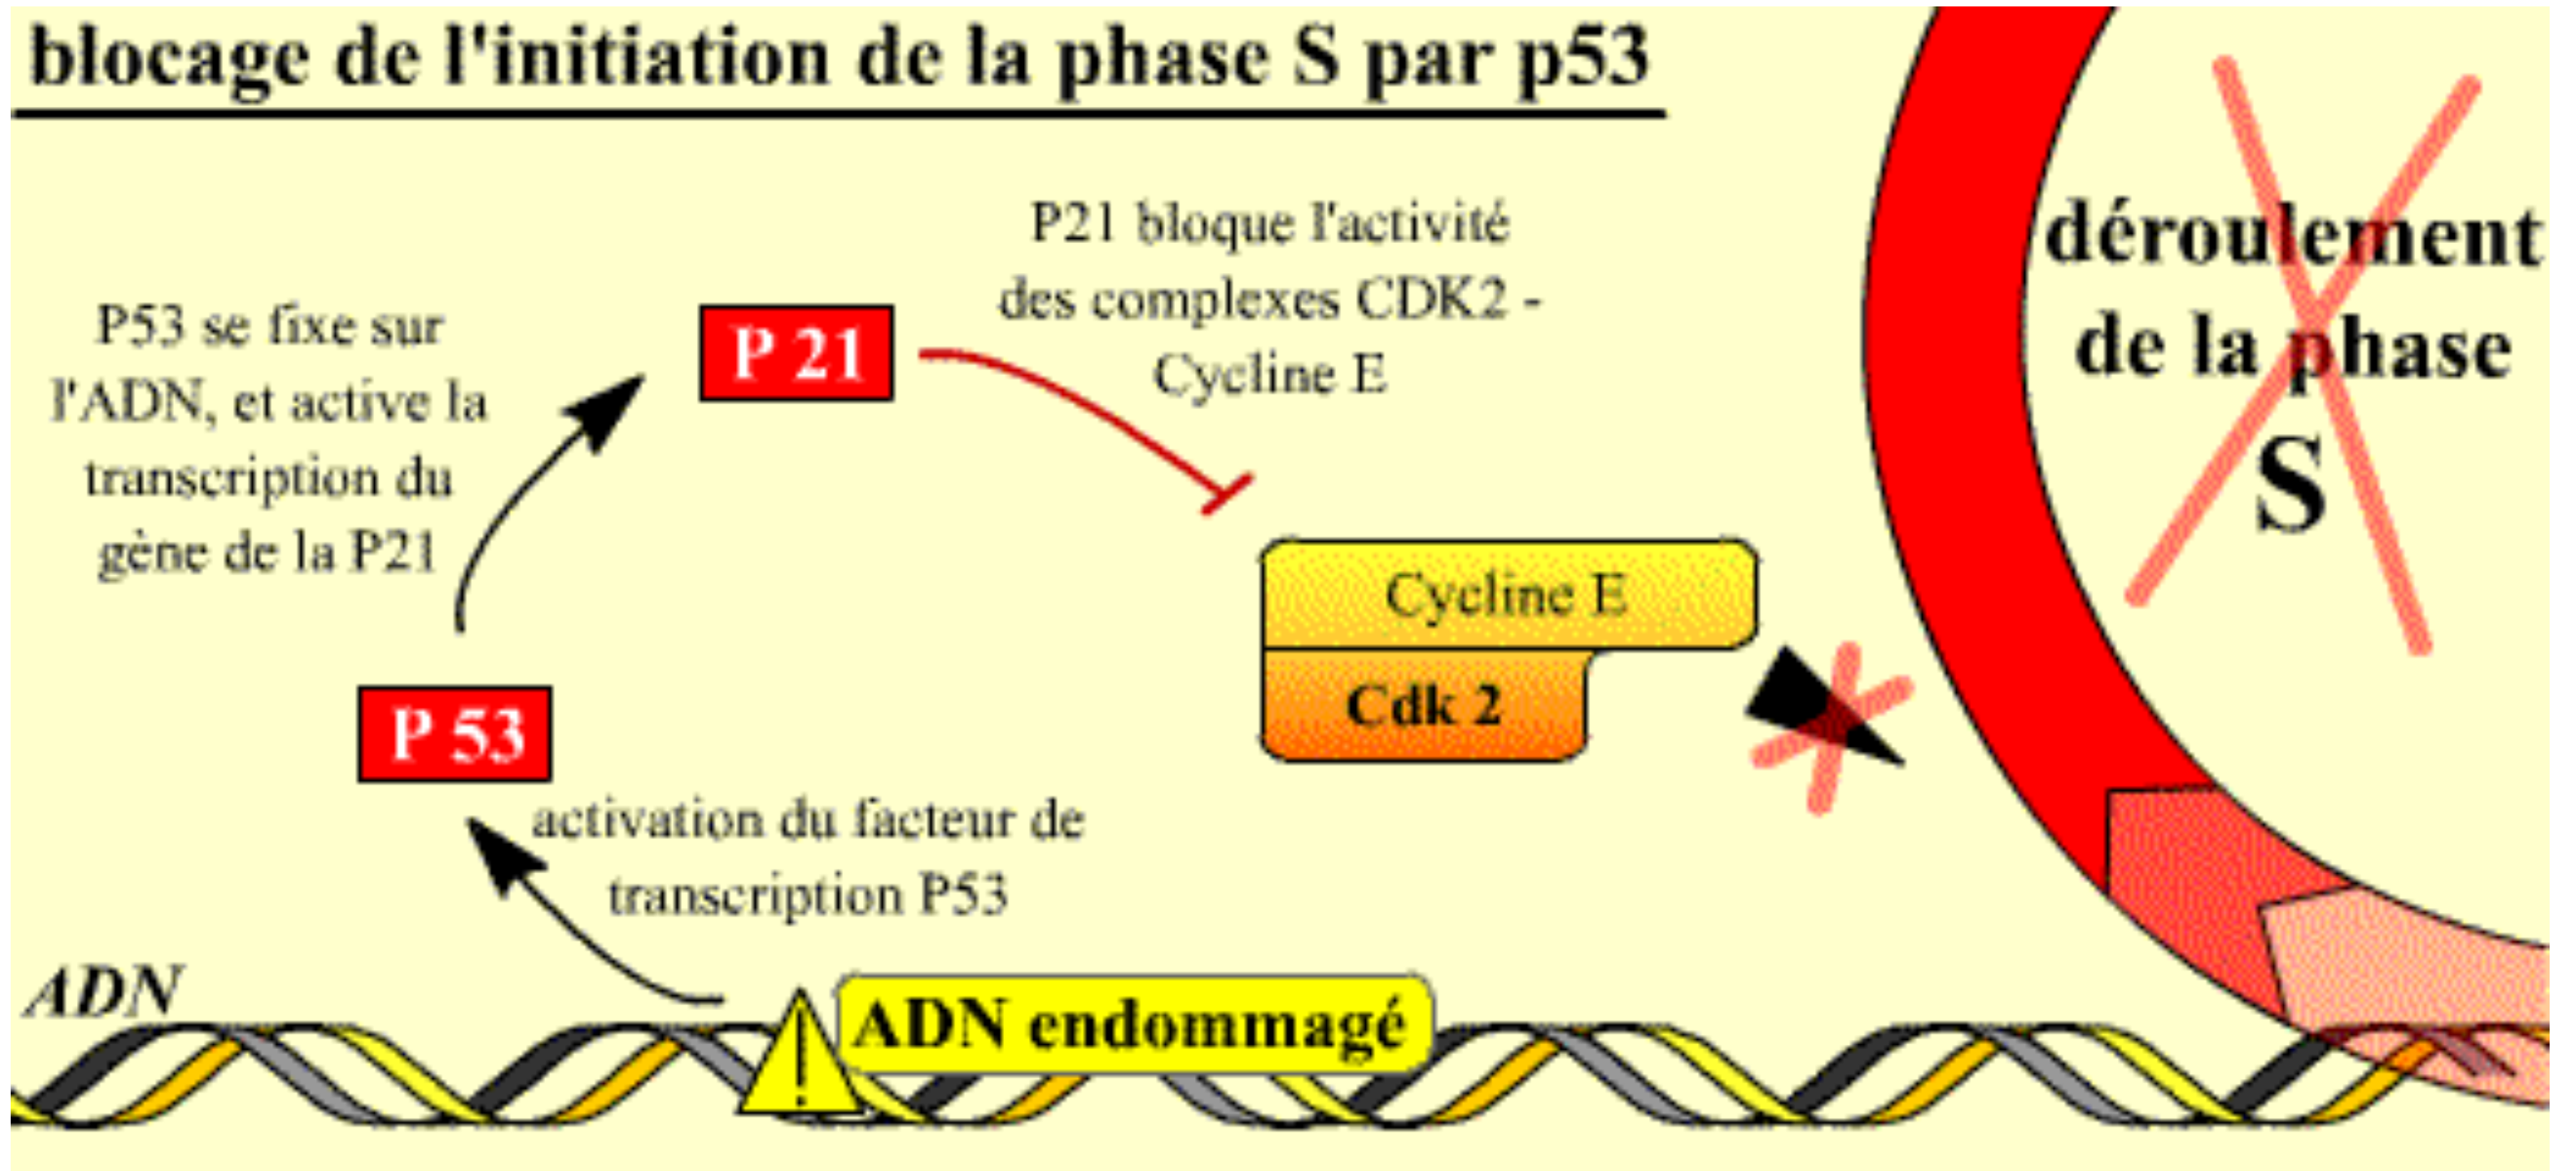 blocage de l'initiation de la phase S par p53
P21 bloque l'activité
des complexes CDK2 -
Cycline E
P53 se fixe sur
l'ADN, et active la
transcription du
gène de la P21
P 21
déroulement
de la phase
S
Cycline E
Cdk 2
P 53
activation du facteur de
transcription P53
ADN
ADN endommagé
!